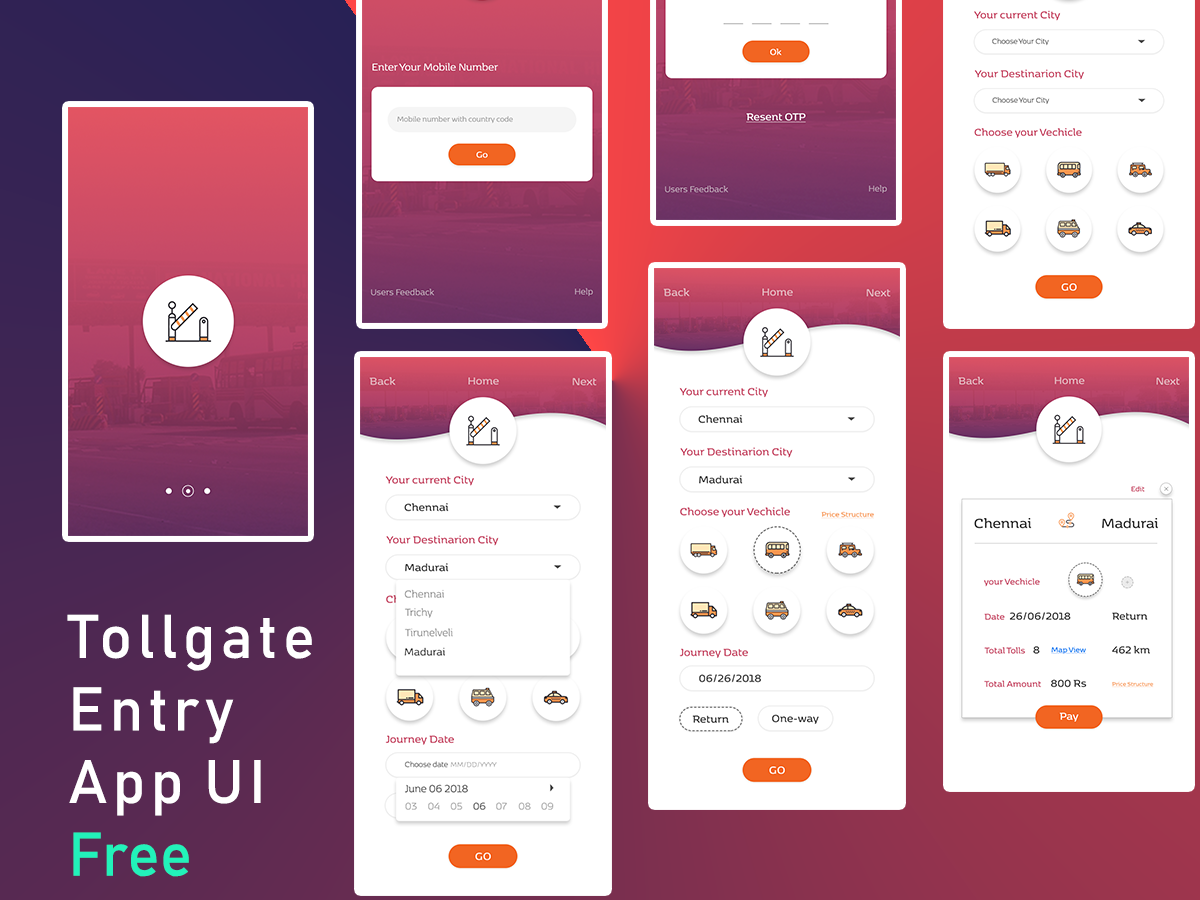 Tollgate
Entry
App UI
Free
Enter Your Mobile Number
Mobile number with country code
Go
Users Feedback Help
Back Home Next
Your current City
Chennai
Your Destinarion City
Madurai
Ch
Chennai
Trichy
Tirunelveli
Madurai
Journey Date
Choose date MM/DD/YYYY
June 06 2018
03 04 05 06 07 08 09
GO
Ok
Resent OTP
Users Feedback Help
Back Home Next
Your current City
Chennai
Your Destinarion City
Madurai
Choose your Vechicle Price Structure
Journey Date
06/26/2018
Return One-way
GO
Your current City
Choose Your City
Your Destinarion City
Choose Your City
Choose your Vechicle
GO
Back Home Next
Edit
Chennai Madurai
your Vechicle
Date 26/06/2018 Return
Total Tolls 8 Map View 462 km
Total Amount 800 Rs Price Structure
Pay